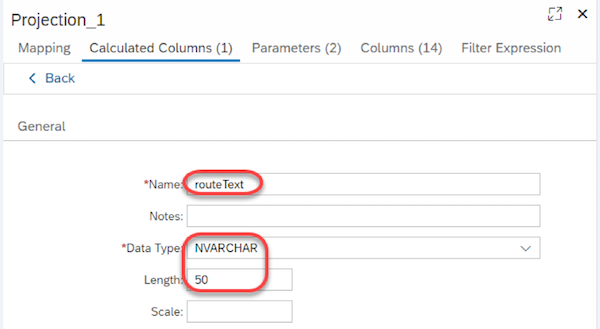 Projection_1
Mapping Calculated Columns (1) Parameters (2) Columns (14) Filter Expression
Back
General
*Name: routeText
Notes:
*Data Type: NVARCHAR
Length: 50
Scale: